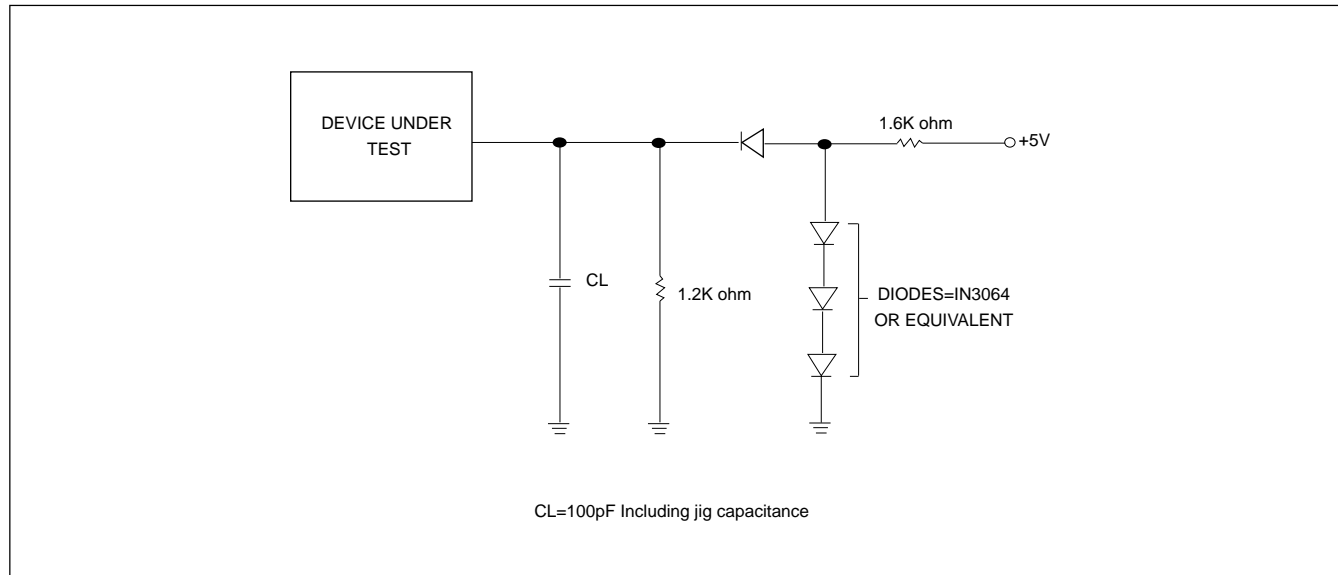 DEVICE UNDER
TEST
1.6K ohm
+5V
CL
1.2K ohm
DIODES=IN3064
OR EQUIVALENT
CL=100pF Including jig capacitance